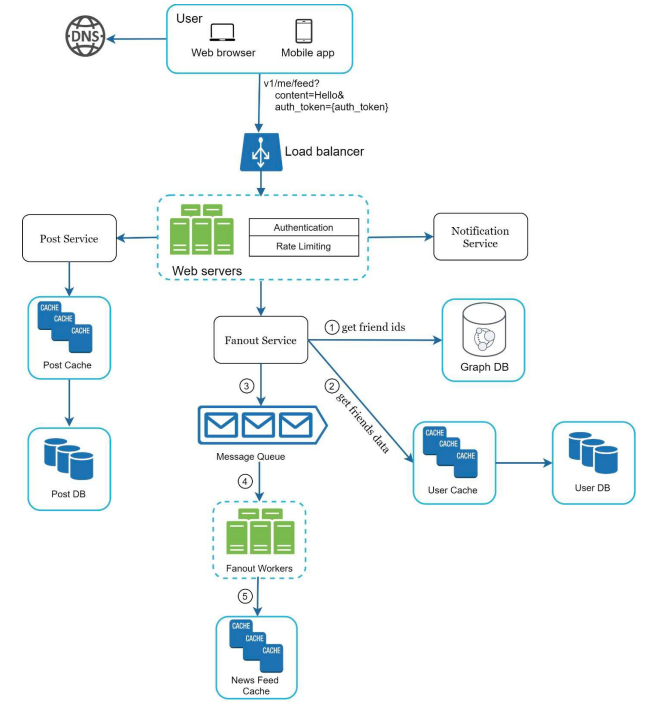 User
DNS
Web browser
Mobile app
v1/me/feed?
content=Hello&
auth_token={auth_token}
Load balancer
Authentication
Rate Limiting
Web servers
Post Service
Notification
Service
CACHE
CACHE
CACHE
Post Cache
Fanout Service
1 get friend ids
Graph DB
2
get friends data
3
Message Queue
Post DB
CACHE
CACHE
CACHE
User Cache
User DB
4
Fanout Workers
5
CACHE
CACHE
CACHE
News Feed
Cache